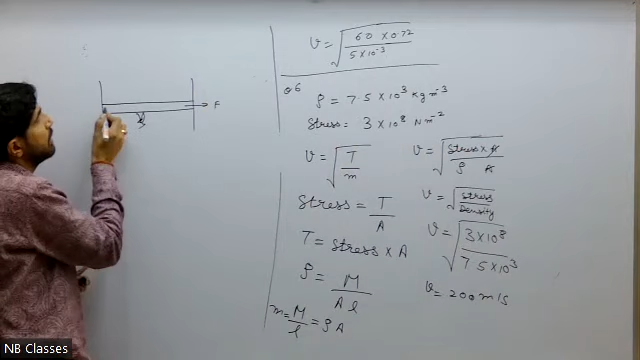 F
V = √(60 × 0.72 / 5×10⁻³)
Q6
ρ = 7.5 × 10³ Kg m⁻³
Stress = 3 × 10⁸ N m⁻²
V = √(T / m)
Stress = T / A
T = Stress × A
ρ = M / A l
m = M / l = ρ A
V = √(Stress × A / ρ A)
V = √(Stress / Density)
V = √(3 × 10⁸ / 7.5 × 10³)
V = 200 m/s
NB Classes